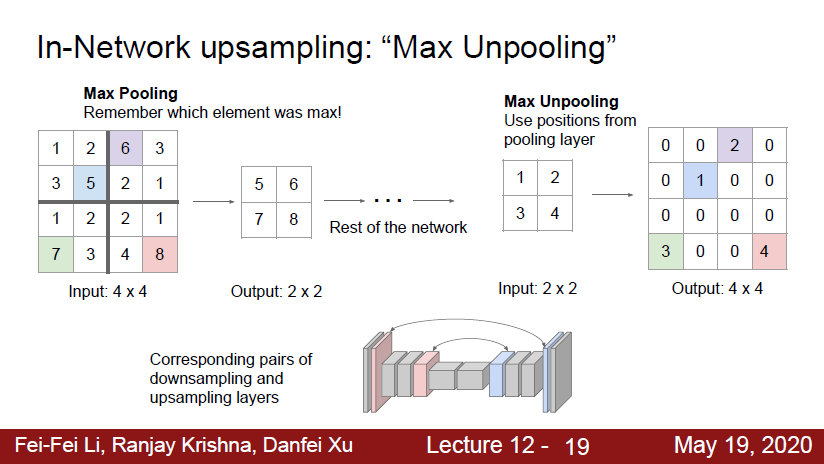 In-Network upsampling: “Max Unpooling”
Max Pooling
Remember which element was max!
1 2 6 3
3 5 2 1
1 2 2 1
7 3 4 8
Input: 4 x 4
5 6
7 8
Output: 2 x 2
. . .
Rest of the network
Max Unpooling
Use positions from
pooling layer
1 2
3 4
Input: 2 x 2
0 0 2 0
0 1 0 0
0 0 0 0
3 0 0 4
Output: 4 x 4
Corresponding pairs of
downsampling and
upsampling layers
Fei-Fei Li, Ranjay Krishna, Danfei Xu Lecture 12 - 19 May 19, 2020